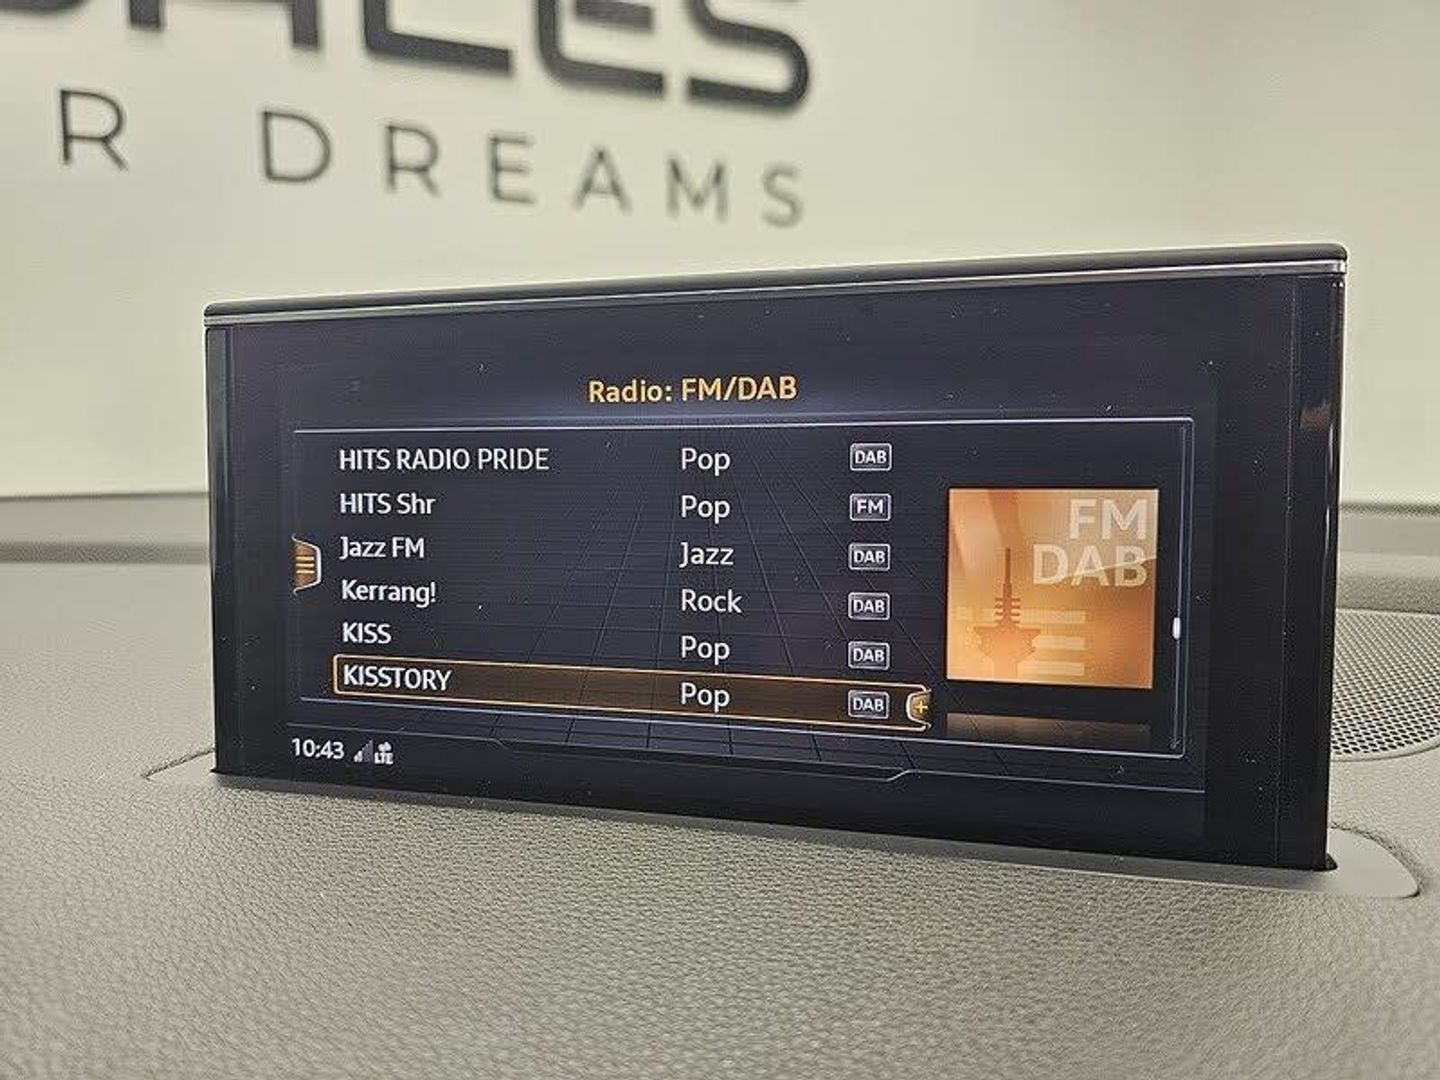 R DREAMS
Radio: FM/DAB
HITS RADIO PRIDE Pop DAB
HITS Shr Pop FM
Jazz FM Jazz DAB
Kerrang! Rock DAB
KISS Pop DAB
KISSTORY Pop DAB
FM
DAB
10:43 LTE